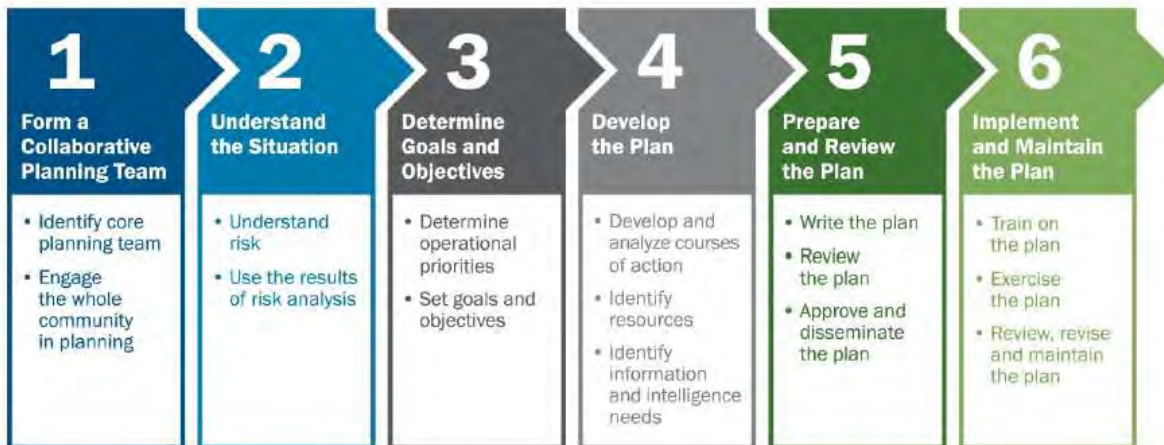 1
Form a
Collaborative
Planning Team
• Identify core
planning team
• Engage
the whole
community
in planning
2
Understand
the Situation
• Understand
risk
• Use the results
of risk analysis
3
Determine
Goals and
Objectives
• Determine
operational
priorities
• Set goals and
objectives
4
Develop
the Plan
• Develop and
analyze courses
of action
• Identify
resources
• Identify
information
and intelligence
needs
5
Prepare
and Review
the Plan
• Write the plan
• Review
the plan
• Approve and
disseminate
the plan
6
Implement
and Maintain
the Plan
• Train on
the plan
• Exercise
the plan
• Review, revise
and maintain
the plan